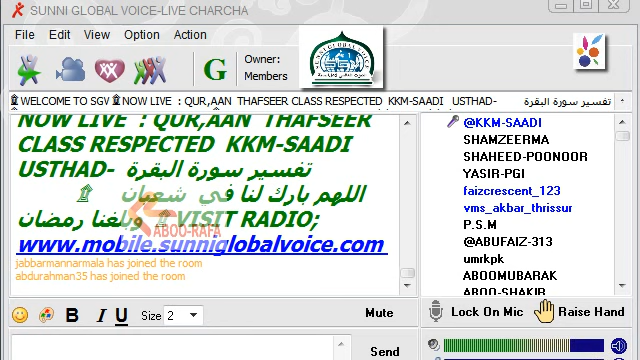 SUNNI GLOBAL VOICE-LIVE CHARCHA
File Edit View Option Action
G Owner:
Members
WELCOME TO SGV NOW LIVE : QUR,AAN THAFSEER CLASS RESPECTED KKM-SAADI USTHAD- تفسير سورة البقرة
NOW LIVE : QUR,AAN THAFSEER
CLASS RESPECTED KKM-SAADI
USTHAD- تفسير سورة البقرة
اللهم بارك لنا في شعبان
وبلغنا رمضان VISIT RADIO;
ABOO-RAFA
www.mobile.sunniglobalvoice.com
jabbarmannarmala has joined the room
abdurahman35 has joined the room
@KKM-SAADI
SHAMZEERMA
SHAHEED-POONOOR
YASIR-PGI
faizcrescent_123
vms_akbar_thrissur
P.S.M
@ABUFAIZ-313
umrkpk
ABOOMUBARAK
ABOO-SHAKIR
B I U Size 2 Mute
Lock On Mic Raise Hand
Send